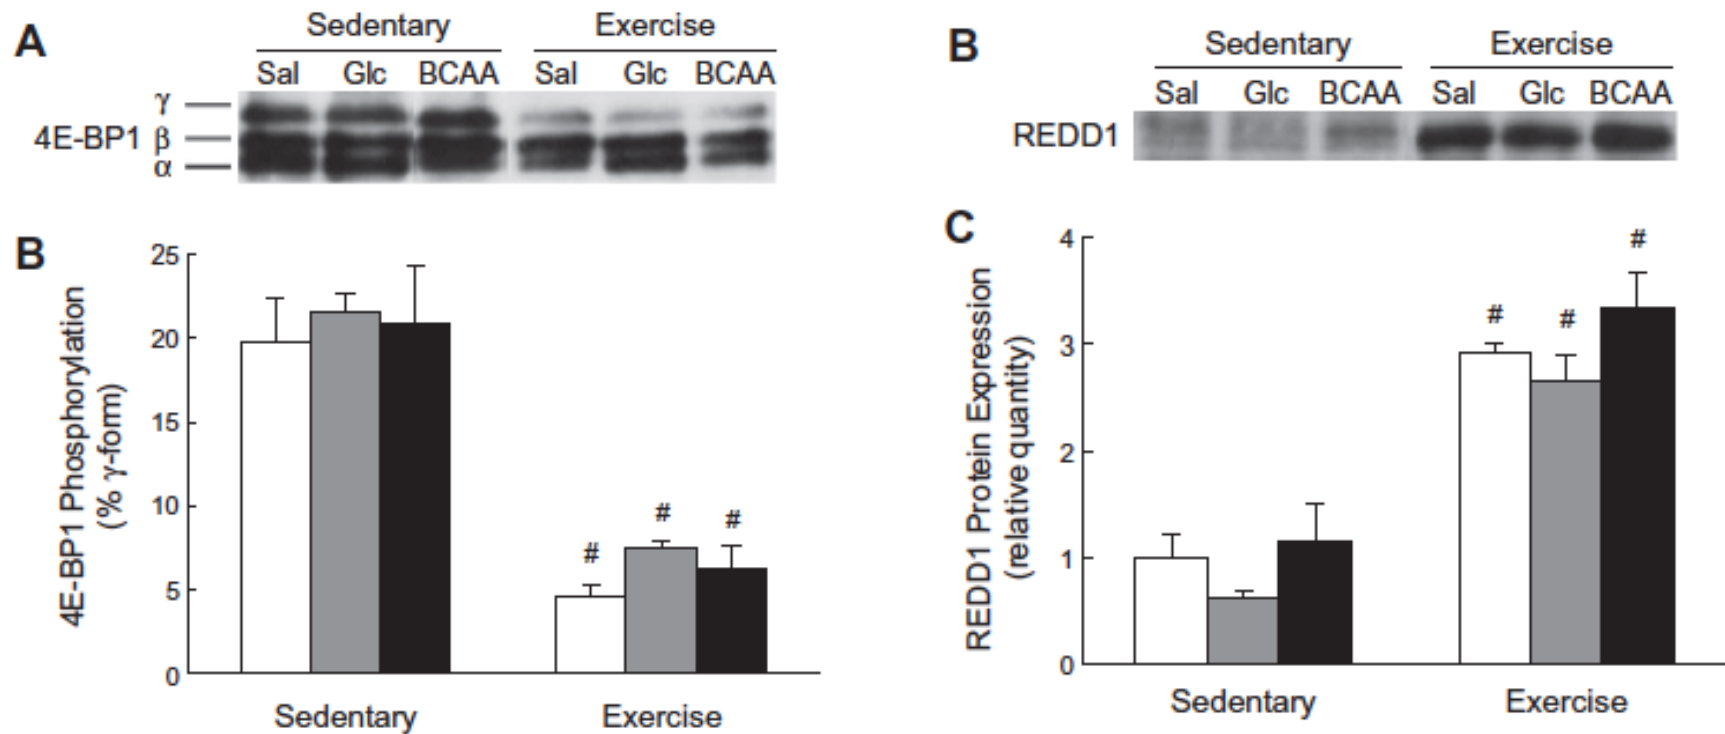 A
Sedentary Exercise
Sal Glc BCAA Sal Glc BCAA
γ
4E-BP1 β
α
B
4E-BP1 Phosphorylation
(% γ-form)
25
20
15
10
5
0
# # #
Sedentary Exercise
B
Sedentary Exercise
Sal Glc BCAA Sal Glc BCAA
REDD1
C
REDD1 Protein Expression
(relative quantity)
4
3
2
1
0
# # #
Sedentary Exercise